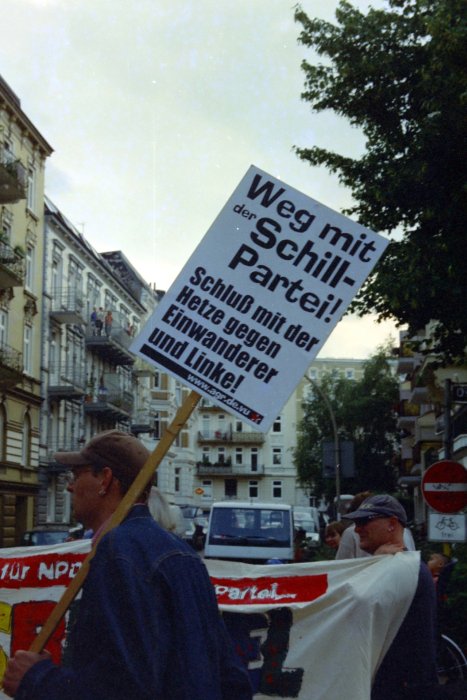 Weg mit
der Schill-
Partei!
Schluß mit der
Hetze gegen
Einwanderer
und Linke!
www.agr.de.vu
für NPD
Partei...